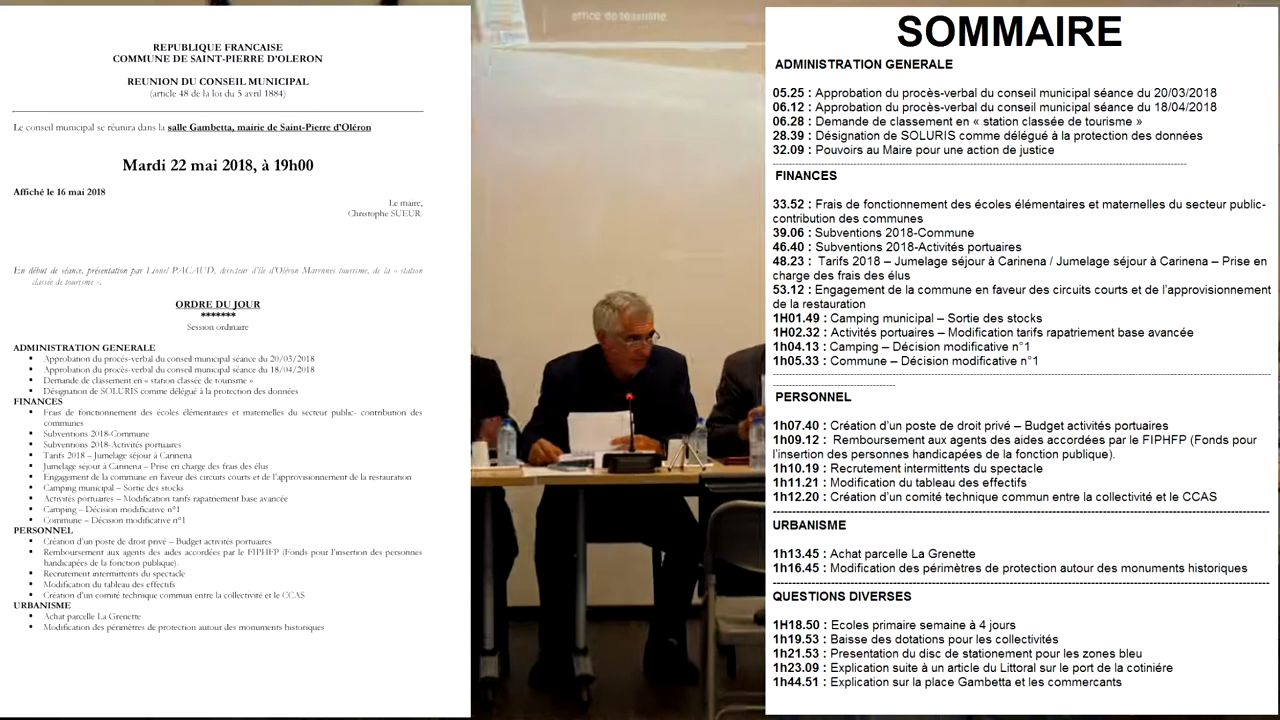 office de tourisme
REPUBLIQUE FRANCAISE
COMMUNE DE SAINT-PIERRE D'OLERON
REUNION DU CONSEIL MUNICIPAL
(article 48 de la loi du 5 avril 1884)
Le conseil municipal se réunira dans la salle Gambetta, mairie de Saint-Pierre d'Oléron
Mardi 22 mai 2018, à 19h00
Affiché le 16 mai 2018
Le maire,
Christophe SUEUR.
En début de séance, présentation par Lionel PACAUD, directeur d'île d'Oléron Marennes tourisme, de la « station
classée de tourisme ».
ORDRE DU JOUR
*******
Session ordinaire
ADMINISTRATION GENERALE
▪ Approbation du procès-verbal du conseil municipal séance du 20/03/2018
▪ Approbation du procès-verbal du conseil municipal séance du 18/04/2018
▪ Demande de classement en « station classée de tourisme »
▪ Désignation de SOLURIS comme délégué à la protection des données
FINANCES
▪ Frais de fonctionnement des écoles élémentaires et maternelles du secteur public- contribution des
communes
▪ Subventions 2018-Commune
▪ Subventions 2018-Activités portuaires
▪ Tarifs 2018 – Jumelage séjour à Carinena
▪ Jumelage séjour à Carinena – Prise en charge des frais des élus
▪ Engagement de la commune en faveur des circuits courts et de l'approvisionnement de la restauration
▪ Camping municipal – Sortie des stocks
▪ Activités portuaires – Modification tarifs rapatriement base avancée
▪ Camping – Décision modificative n°1
▪ Commune – Décision modificative n°1
PERSONNEL
▪ Création d'un poste de droit privé – Budget activités portuaires
▪ Remboursement aux agents des aides accordées par le FIPHFP (Fonds pour l'insertion des personnes
handicapées de la fonction publique).
▪ Recrutement intermittents du spectacle
▪ Modification du tableau des effectifs
▪ Création d'un comité technique commun entre la collectivité et le CCAS
URBANISME
▪ Achat parcelle La Grenette
▪ Modification des périmètres de protection autour des monuments historiques
SOMMAIRE
ADMINISTRATION GENERALE
05.25 : Approbation du procès-verbal du conseil municipal séance du 20/03/2018
06.12 : Approbation du procès-verbal du conseil municipal séance du 18/04/2018
06.28 : Demande de classement en « station classée de tourisme »
28.39 : Désignation de SOLURIS comme délégué à la protection des données
32.09 : Pouvoirs au Maire pour une action de justice
FINANCES
33.52 : Frais de fonctionnement des écoles élémentaires et maternelles du secteur public-
contribution des communes
39.06 : Subventions 2018-Commune
46.40 : Subventions 2018-Activités portuaires
48.23 : Tarifs 2018 – Jumelage séjour à Carinena / Jumelage séjour à Carinena – Prise en
charge des frais des élus
53.12 : Engagement de la commune en faveur des circuits courts et de l'approvisionnement
de la restauration
1H01.49 : Camping municipal – Sortie des stocks
1H02.32 : Activités portuaires – Modification tarifs rapatriement base avancée
1h04.13 : Camping – Décision modificative n°1
1h05.33 : Commune – Décision modificative n°1
PERSONNEL
1h07.40 : Création d'un poste de droit privé – Budget activités portuaires
1h09.12 : Remboursement aux agents des aides accordées par le FIPHFP (Fonds pour
l'insertion des personnes handicapées de la fonction publique).
1h10.19 : Recrutement intermittents du spectacle
1h11.21 : Modification du tableau des effectifs
1h12.20 : Création d'un comité technique commun entre la collectivité et le CCAS
URBANISME
1h13.45 : Achat parcelle La Grenette
1h16.45 : Modification des périmètres de protection autour des monuments historiques
QUESTIONS DIVERSES
1H18.50 : Ecoles primaire semaine à 4 jours
1h19.53 : Baisse des dotations pour les collectivités
1h21.53 : Presentation du disc de stationement pour les zones bleu
1h23.09 : Explication suite à un article du Littoral sur le port de la cotiniére
1h44.51 : Explication sur la place Gambetta et les commercants